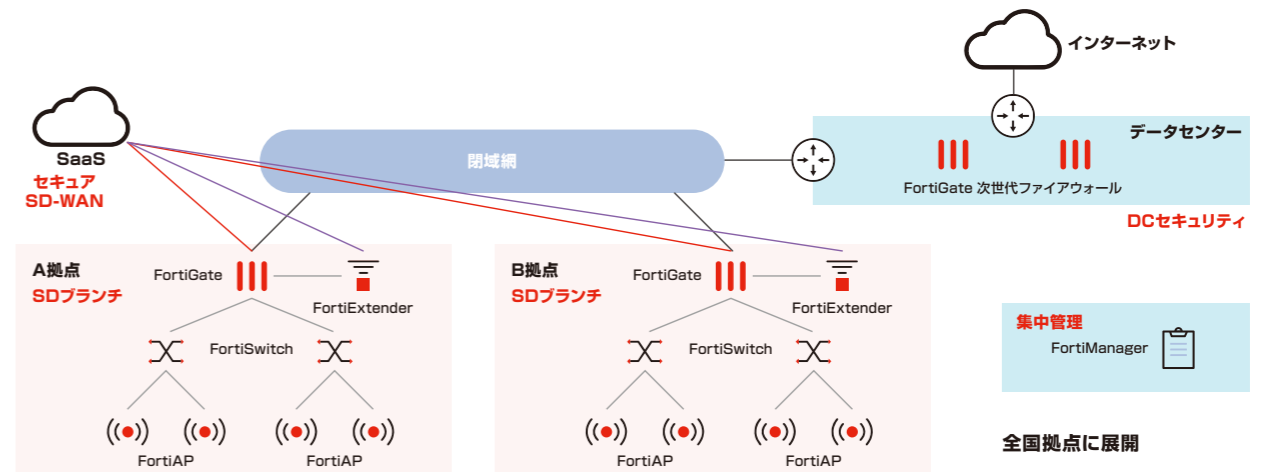 インターネット
データセンター
SaaS
セキュア
SD-WAN
閉域網
FortiGate 次世代ファイアウォール
DCセキュリティ
A拠点
SDブランチ
FortiGate
FortiExtender
FortiSwitch
FortiAP
FortiAP
B拠点
SDブランチ
FortiGate
FortiExtender
FortiSwitch
FortiAP
FortiAP
集中管理
FortiManager
全国拠点に展開